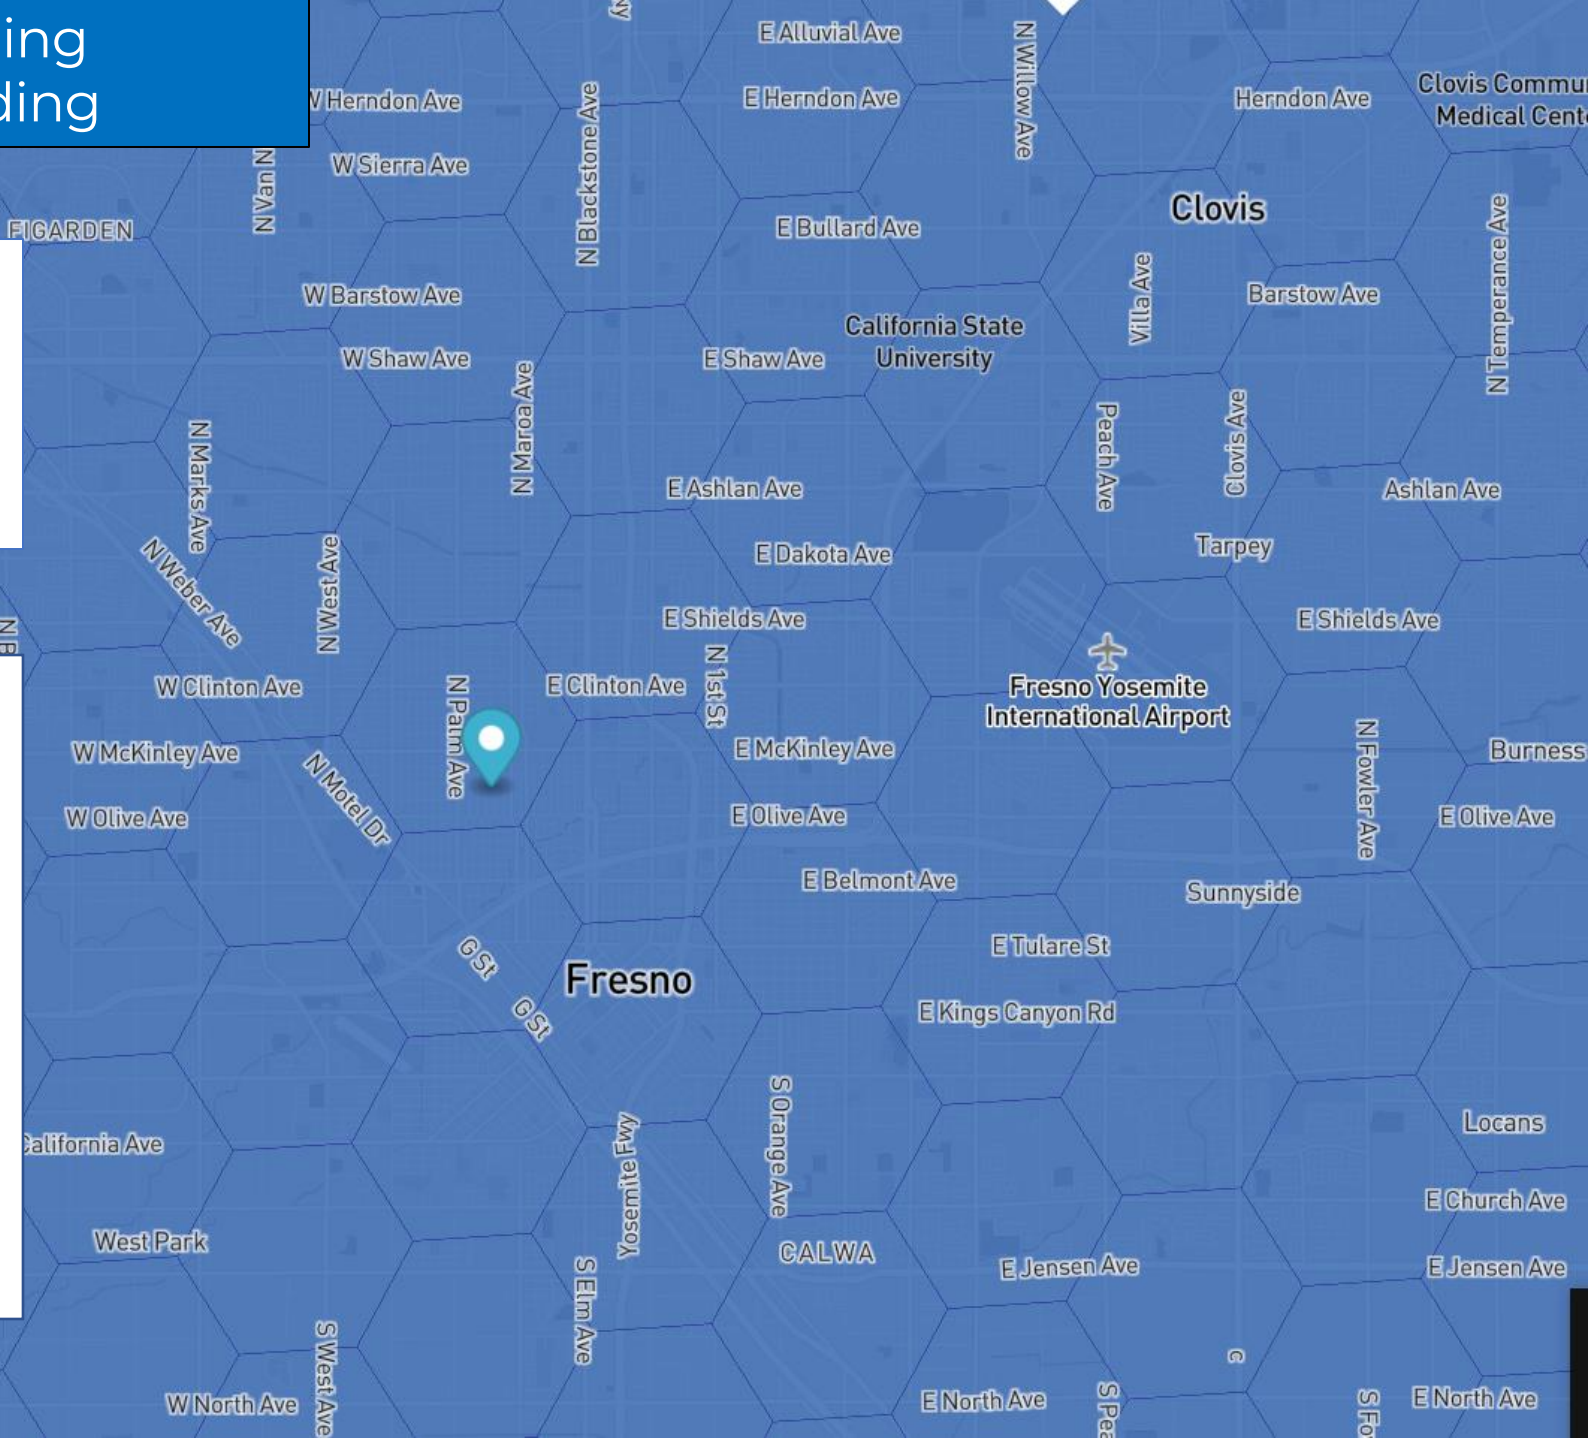 E Alluvial Ave
N Willow Ave
W Herndon Ave
E Herndon Ave
Herndon Ave
Medical
W Sierra Ave
N Van
N Blackstone Ave
Clovis
FIGARDEN
E Bullard Ave
N Temperance Ave
Villa Ave
W Barstow Ave
Barstow Ave
California State
University
W Shaw Ave
E Shaw Ave
N Maroa Ave
N Marks Ave
Peach Ave
Clovis Ave
E Ashlan Ave
Ashlan Ave
Tarpey
E Dakota Ave
N Weber Ave
N West Ave
E Shields Ave
E Shields Ave
N 1st St
W Clinton Ave
N Palm Ave
E Clinton Ave
Fresno Yosemite
International Airport
W McKinley Ave
N Motel Dr
E McKinley Ave
N Fowler Ave
Burness
W Olive Ave
E Olive Ave
E Olive Ave
E Belmont Ave
Sunnyside
G St
E Tulare St
Fresno
G St
E Kings Canyon Rd
S Orange Ave
Yosemite Fwy
Locans
California Ave
E Church Ave
West Park
CALWA
E Jensen Ave
E Jensen Ave
S Elm Ave
S West Ave
W North Ave
E North Ave
E North Ave